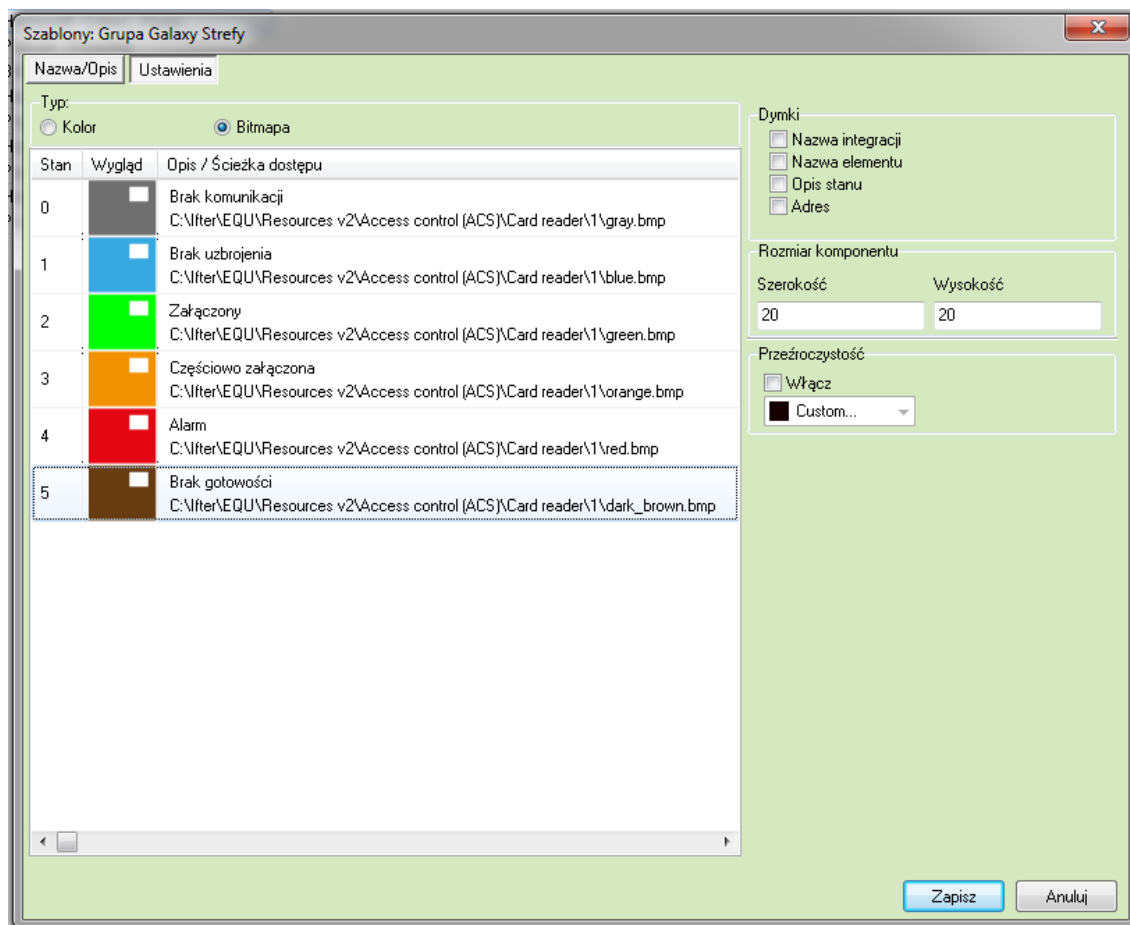 Szablony: Grupa Galaxy Strefy
Nazwa/Opis Ustawienia
Typ:
Kolor Bitmapa
Stan Wygląd Opis / Ścieżka dostępu
0 Brak komunikacji
C:\Ifter\EQU\Resources v2\Access control (ACS)\Card reader\1\gray.bmp
1 Brak uzbrojenia
C:\Ifter\EQU\Resources v2\Access control (ACS)\Card reader\1\blue.bmp
2 Załączony
C:\Ifter\EQU\Resources v2\Access control (ACS)\Card reader\1\green.bmp
3 Częściowo załączona
C:\Ifter\EQU\Resources v2\Access control (ACS)\Card reader\1\orange.bmp
4 Alarm
C:\Ifter\EQU\Resources v2\Access control (ACS)\Card reader\1\red.bmp
5 Brak gotowości
C:\Ifter\EQU\Resources v2\Access control (ACS)\Card reader\1\dark_brown.bmp
Dymki
Nazwa integracji
Nazwa elementu
Opis stanu
Adres
Rozmiar komponentu
Szerokość Wysokość
20 20
Przeźroczystość
Włącz
Custom...
Zapisz Anuluj